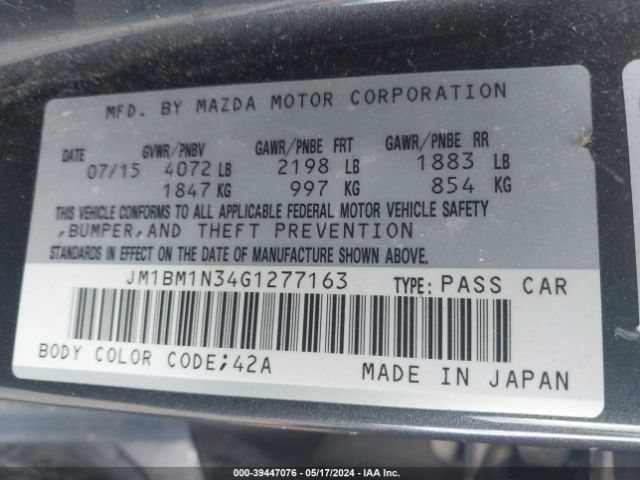 MFD. BY MAZDA MOTOR CORPORATION
DATE GVWR/PNBV GAWR/PNBE FRT GAWR/PNBE RR
07/15 4072 LB 2198 LB 1883 LB
1847 KG 997 KG 854 KG
THIS VEHICLE CONFORMS TO ALL APPLICABLE FEDERAL MOTOR VEHICLE SAFETY
,BUMPER,AND THEFT PREVENTION
STANDARDS IN EFFECT ON THE DATE OF MANUFACTURE SHOWN ABOVE.
JM1BM1N34G1277163 TYPE: PASS CAR
BODY COLOR CODE;42A MADE IN JAPAN
000-39447076 - 05/17/2024 - IAA Inc.